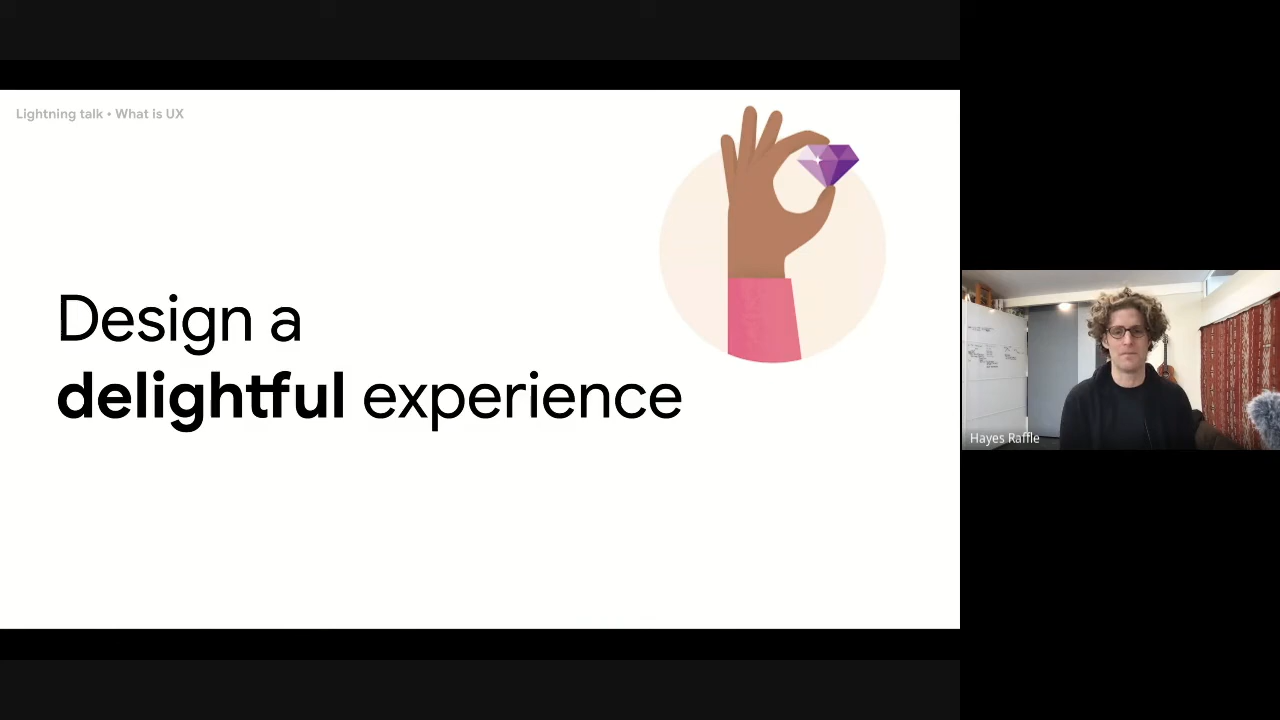 Lightning talk • What is UX
Design a
delightful experience
Hayes Raffle